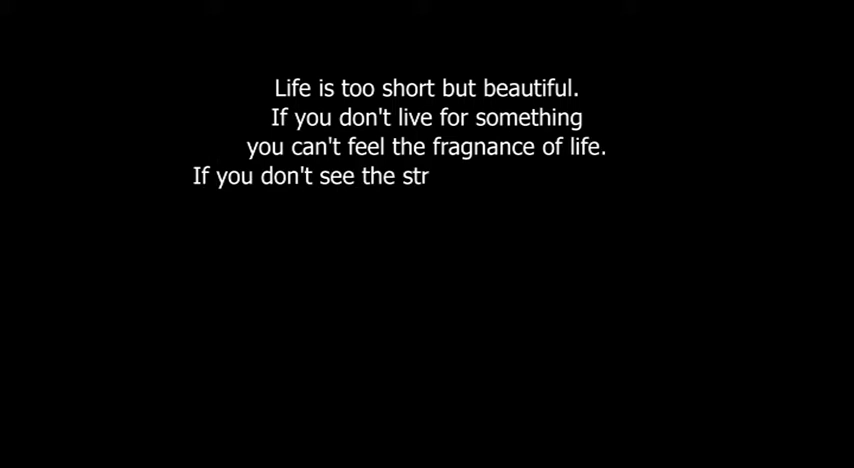 Life is too short but beautiful.
If you don't live for something
you can't feel the fragnance of life.
If you don't see the str